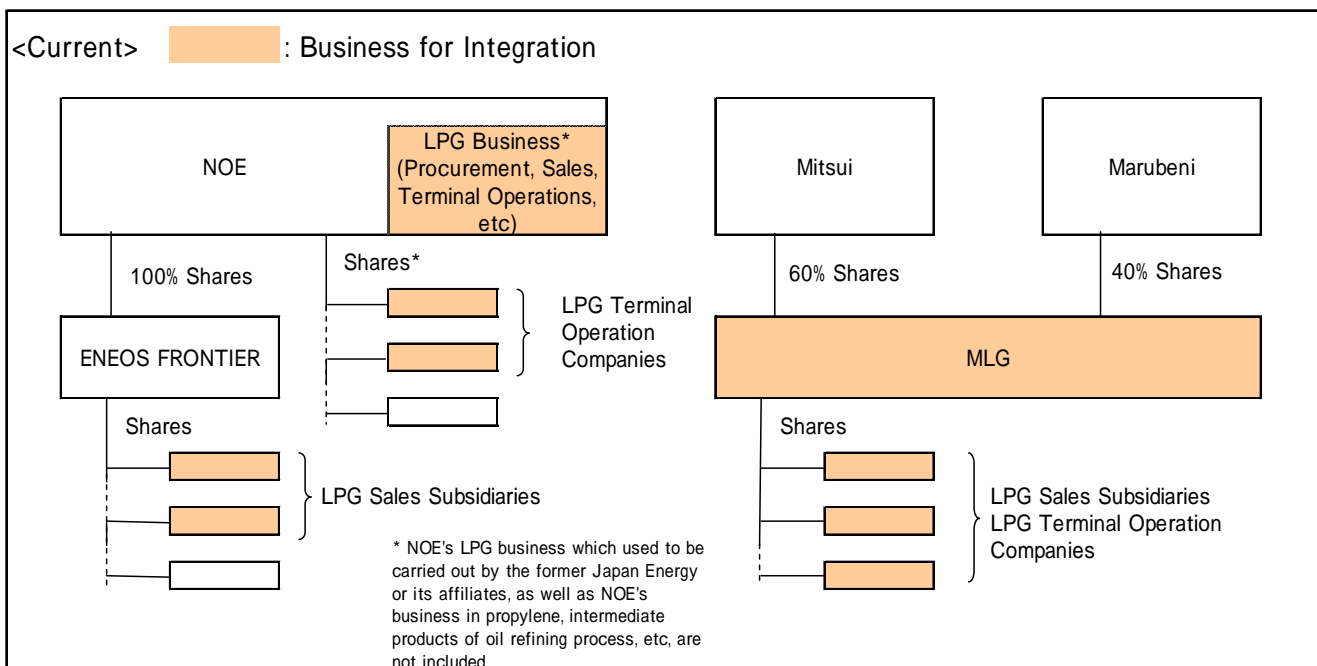 <Current>
: Business for Integration
NOE
LPG Business*
(Procurement, Sales,
Terminal Operations,
etc)
Mitsui
Marubeni
100% Shares
Shares*
60% Shares
40% Shares
LPG Terminal
Operation
Companies
ENEOS FRONTIER
MLG
Shares
Shares
LPG Sales Subsidiaries
LPG Sales Subsidiaries
LPG Terminal Operation
Companies
* NOE's LPG business which used to be
carried out by the former Japan Energy
or its affiliates, as well as NOE's
business in propylene, intermediate
products of oil refining process, etc, are
not included